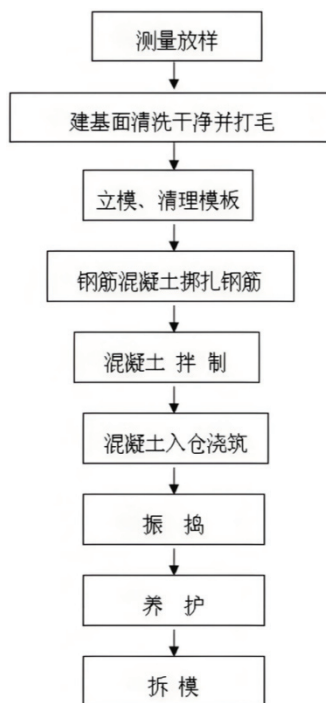 测量放样
建基面清洗干净并打毛
立模、清理模板
钢筋混凝土掷扎钢筋
混凝土 拌 制
混凝土入仓浇筑
振 捣
养 护
拆 模